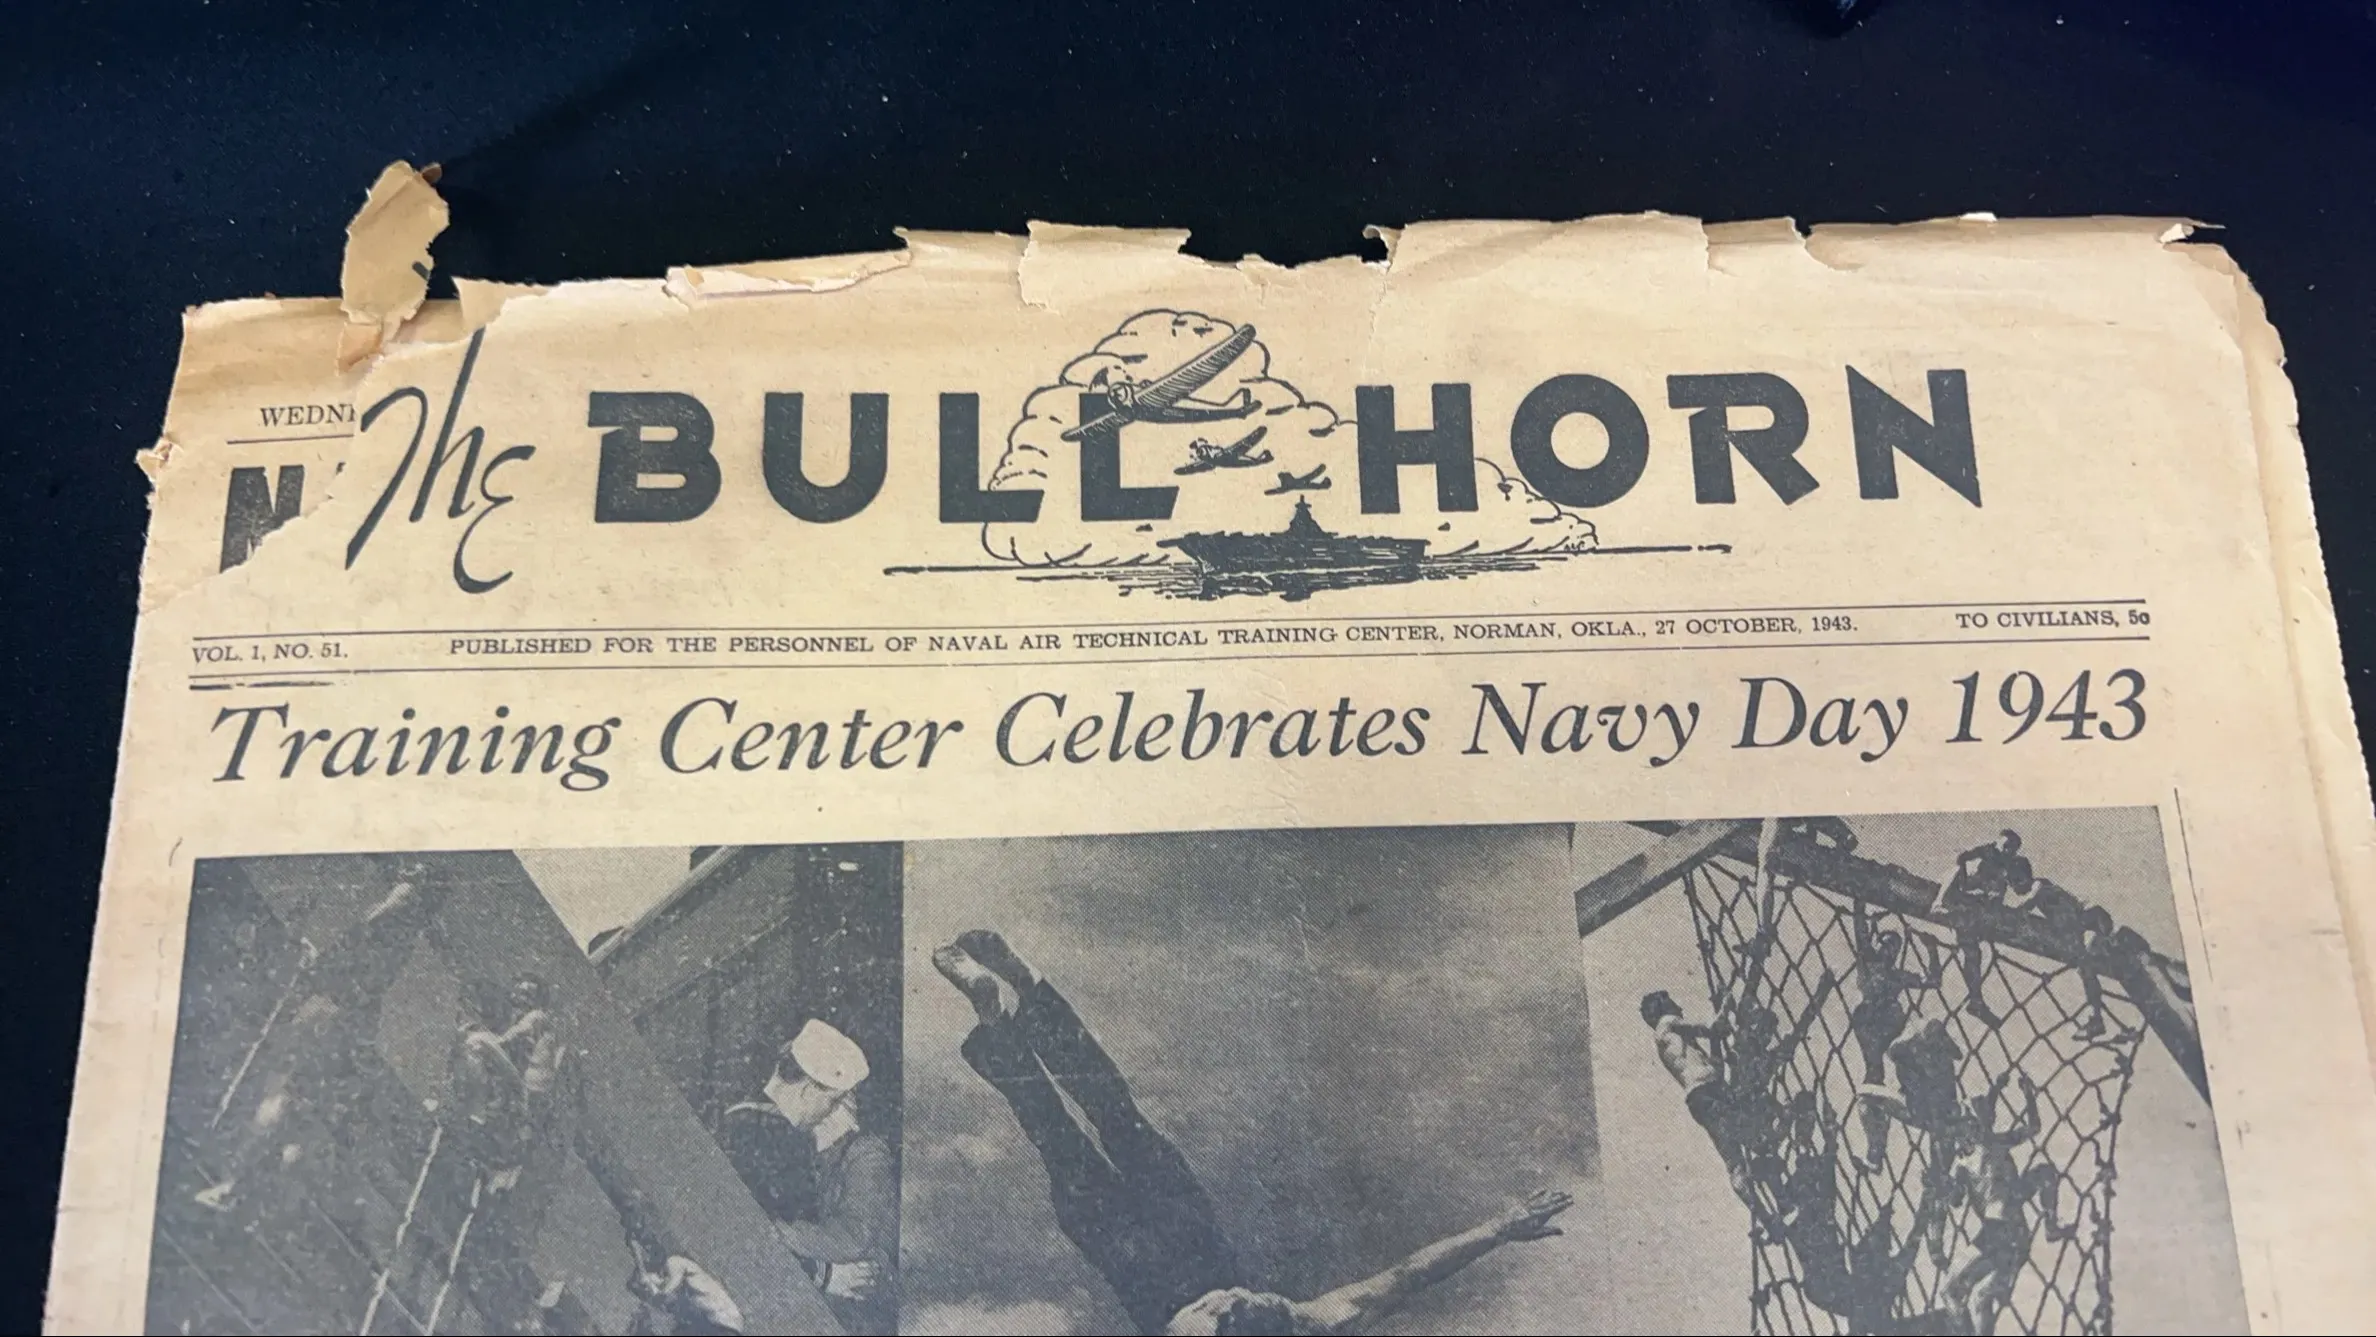 WEDN
The BULL HORN
VOL. 1, NO. 51. PUBLISHED FOR THE PERSONNEL OF NAVAL AIR TECHNICAL TRAINING CENTER, NORMAN, OKLA., 27 OCTOBER, 1943. TO CIVILIANS, 5c
Training Center Celebrates Navy Day 1943